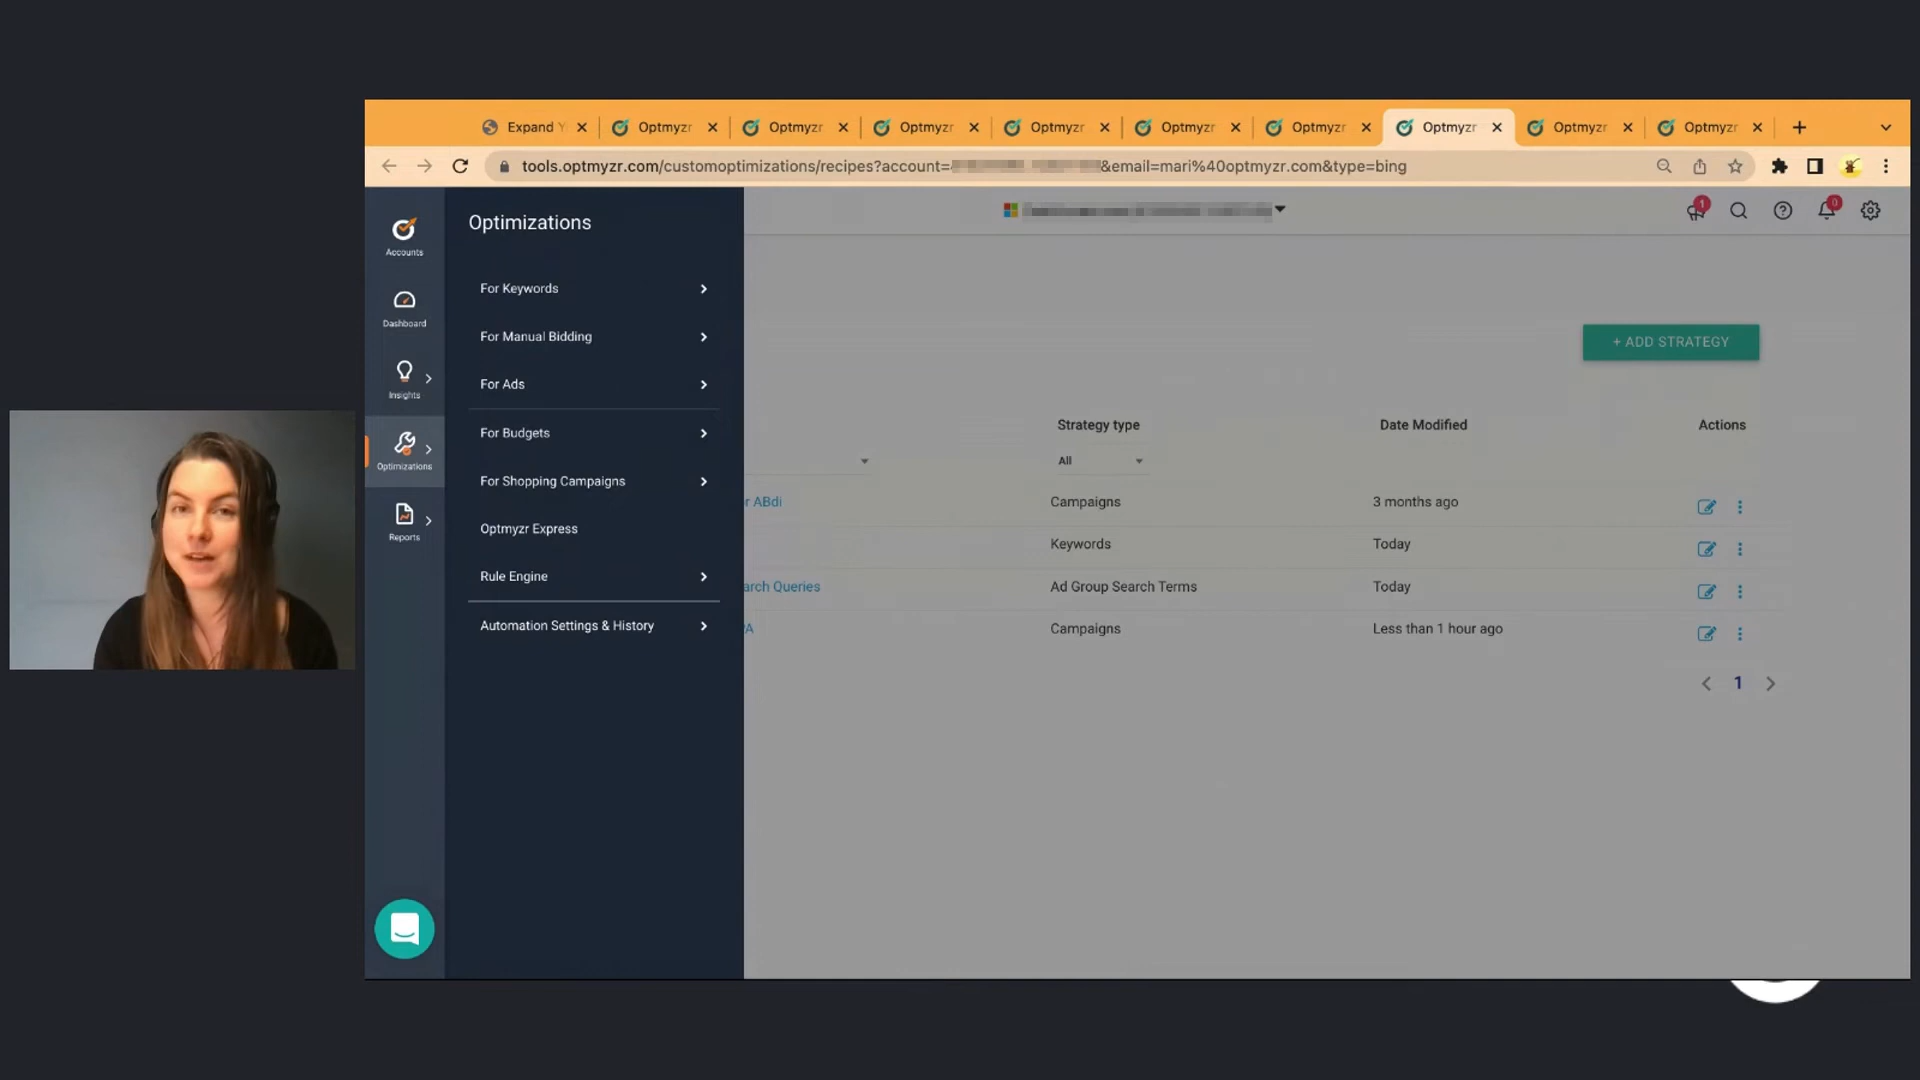 Expand Y
Optmyzr
Optmyzr
Optmyzr
Optmyzr
Optmyzr
Optmyzr
Optmyzr
Optmyzr
Optmyzr
tools.optmyzr.com/customoptimizations/recipes?account=
&email=mari%40optmyzr.com&type=bing
1
0
Accounts
Dashboard
Insights
Optimizations
Reports
Optimizations
For Keywords
For Manual Bidding
For Ads
For Budgets
For Shopping Campaigns
Optmyzr Express
Rule Engine
Automation Settings & History
+ ADD STRATEGY
Strategy type
Date Modified
Actions
All
r ABdi
Campaigns
3 months ago
Keywords
Today
arch Queries
Ad Group Search Terms
Today
PA
Campaigns
Less than 1 hour ago
1